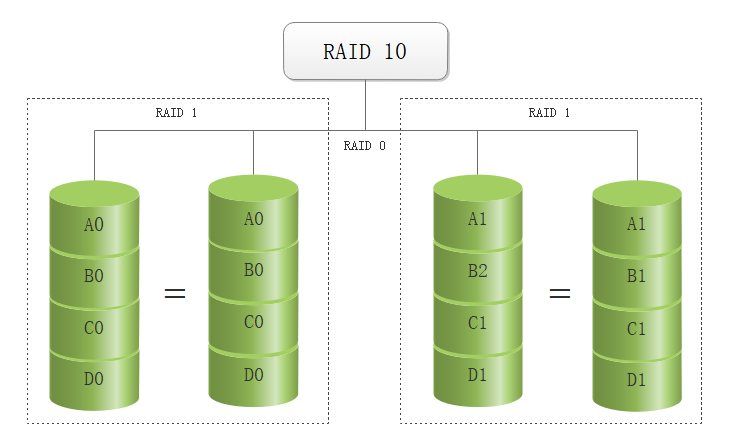 RAID 10
RAID 1
RAID 1
RAID 0
A0
B0
C0
D0
=
A0
B0
C0
D0
A1
B2
C1
D1
=
A1
B1
C1
D1